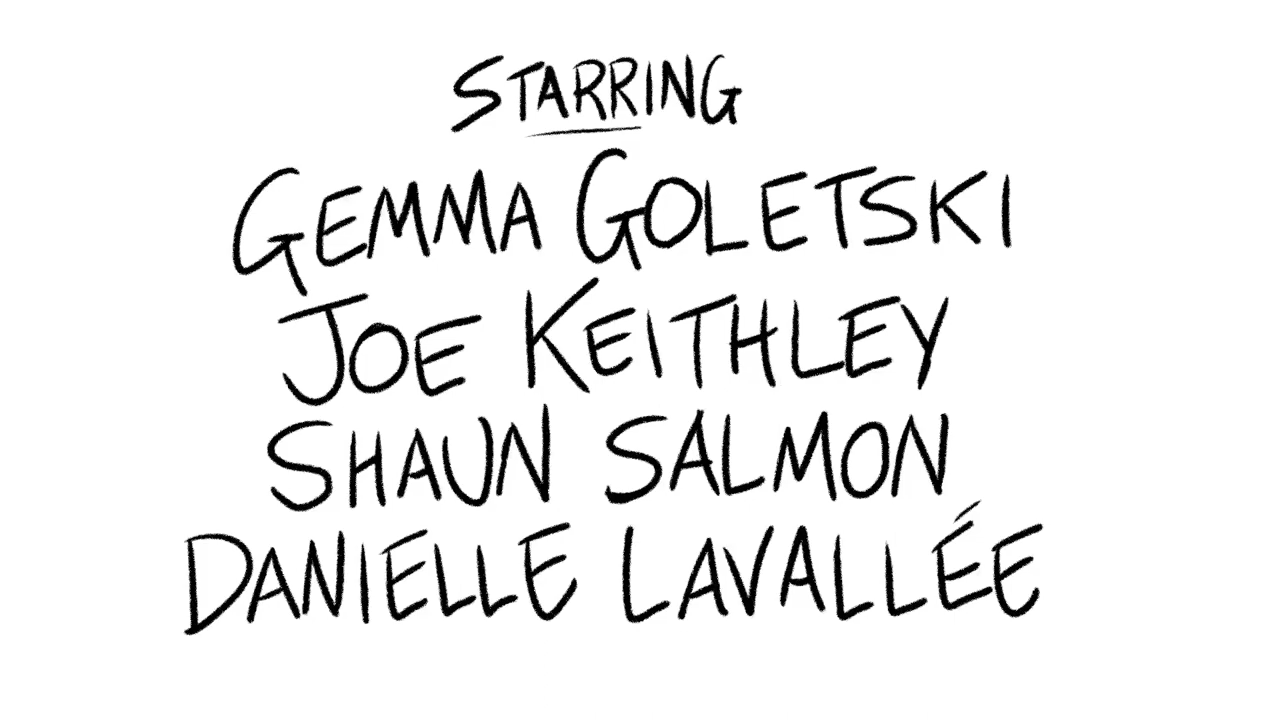 STARRING
GEMMA GOLETSKI
JOE KEITHLEY
SHAUN SALMON
DANIELLE LAVALLÉE